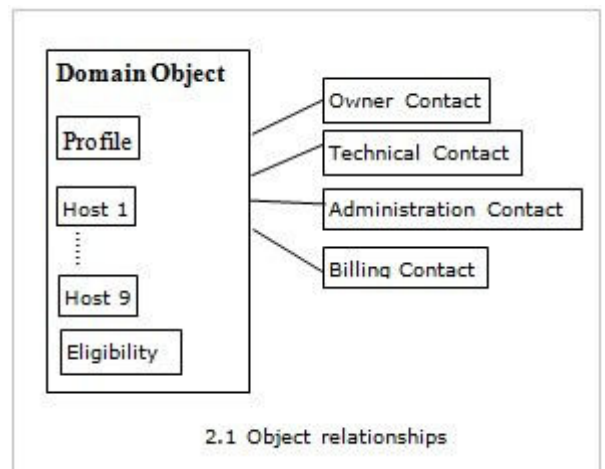 Domain Object
Profile
Host 1
Host 9
Eligibility
Owner Contact
Technical Contact
Administration Contact
Billing Contact
2.1 Object relationships